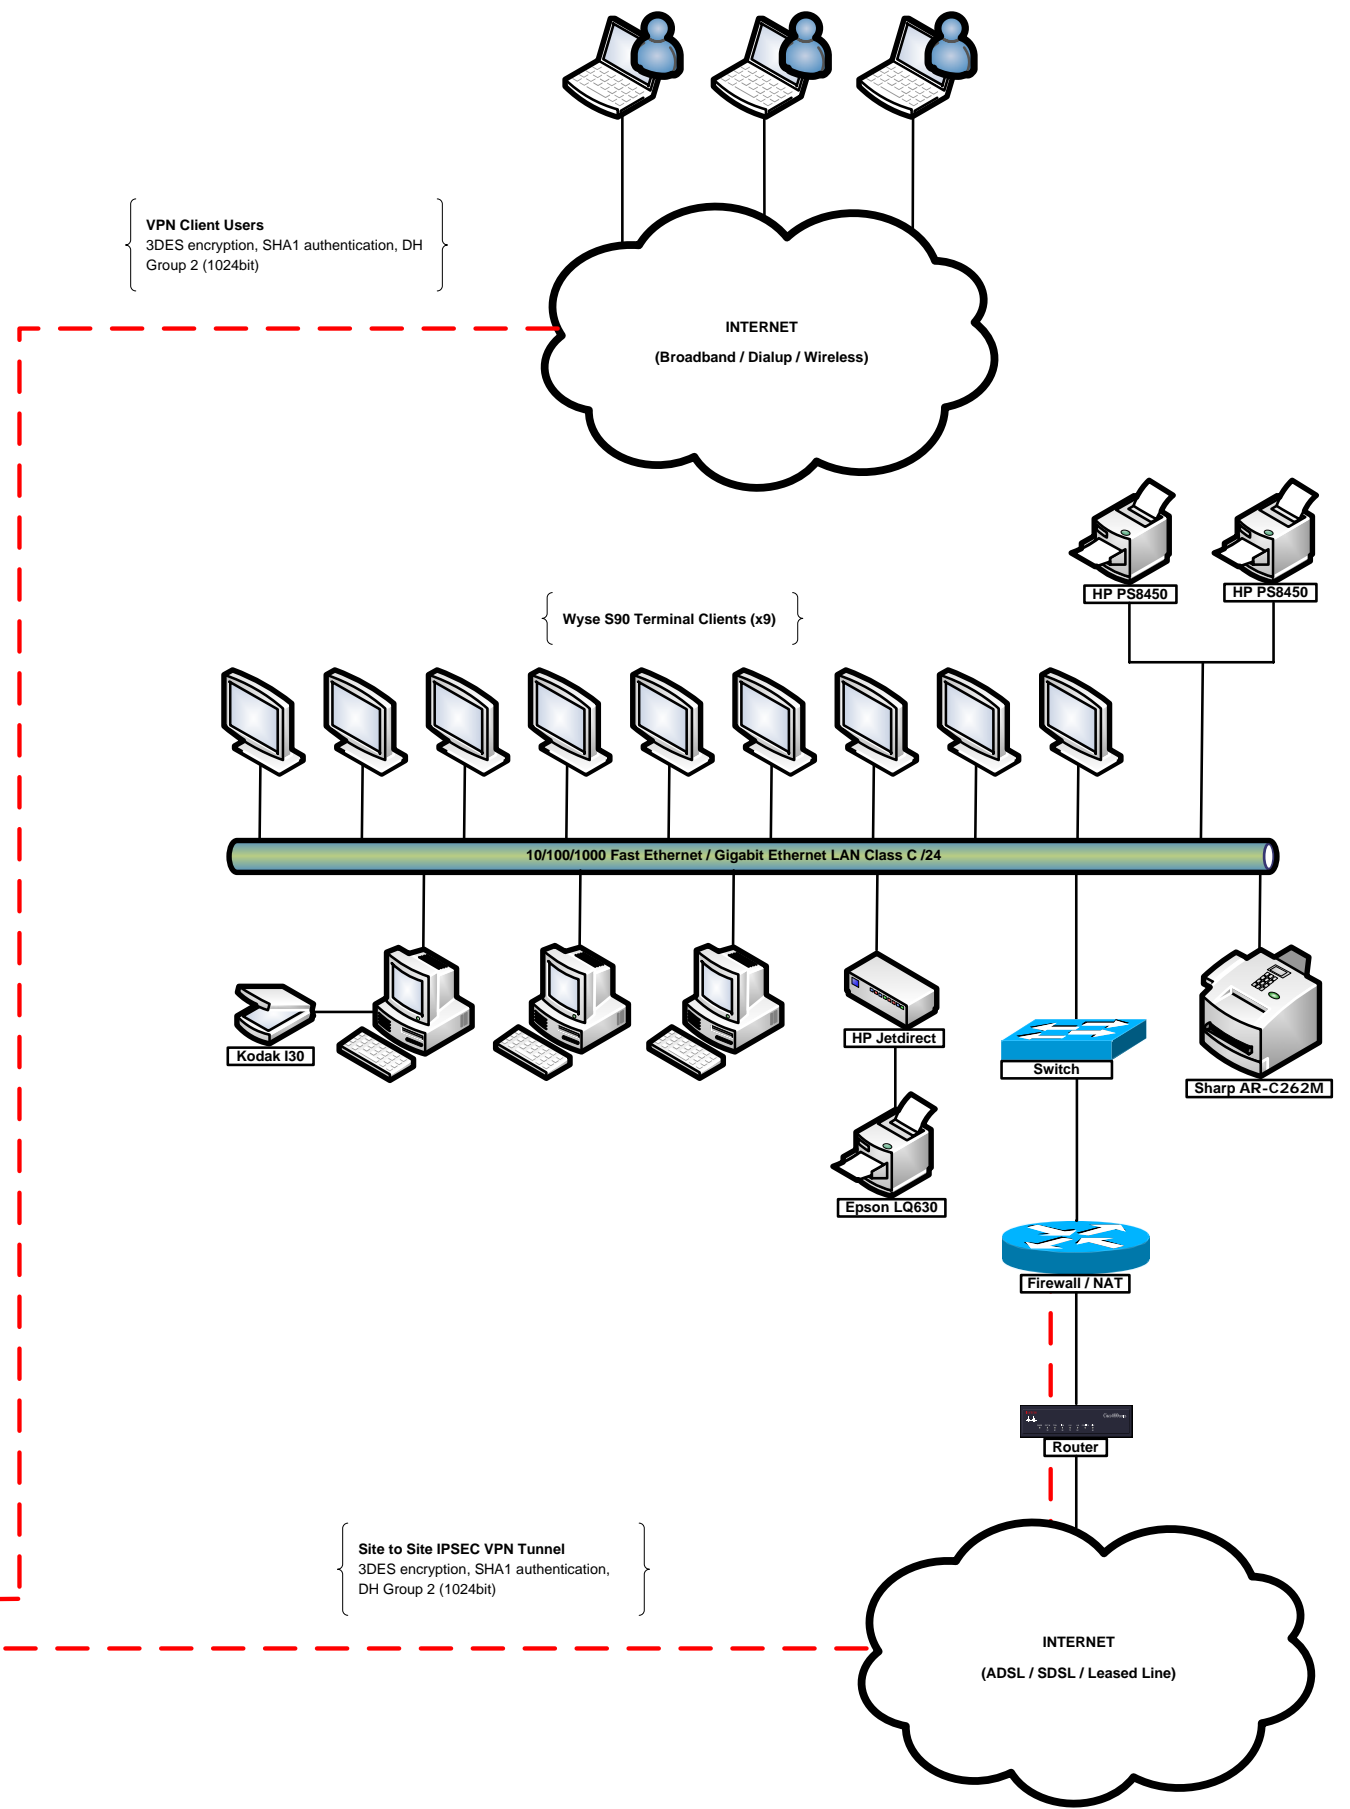 VPN Client Users
3DES encryption, SHA1 authentication, DH
Group 2 (1024bit)
INTERNET
(Broadband / Dialup / Wireless)
HP PS8450
HP PS8450
Wyse S90 Terminal Clients (x9)
10/100/1000 Fast Ethernet / Gigabit Ethernet LAN Class C /24
Kodak I30
HP Jetdirect
Switch
Sharp AR-C262M
Epson LQ630
Firewall / NAT
Router
Site to Site IPSEC VPN Tunnel
3DES encryption, SHA1 authentication,
DH Group 2 (1024bit)
INTERNET
(ADSL / SDSL / Leased Line)